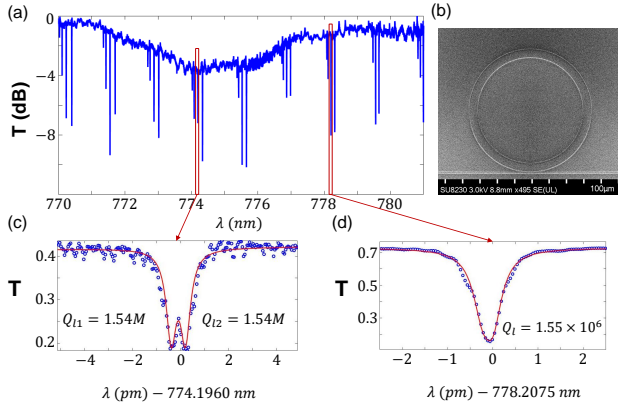 (a)
(b)
0
−4
−8
T (dB)
770
772
774
776
778
780
λ (nm)
SU8230 3.0kV 8.8mm x495 SE(UL)
100µm
(c)
(d)
0.4
0.3
0.2
T
Q_l1 = 1.54M
Q_l2 = 1.54M
−4
−2
0
2
4
λ (pm) − 774.1960 nm
0.7
0.5
0.3
T
Q_l = 1.55 × 10^6
−2
−1
0
1
2
λ (pm) − 778.2075 nm